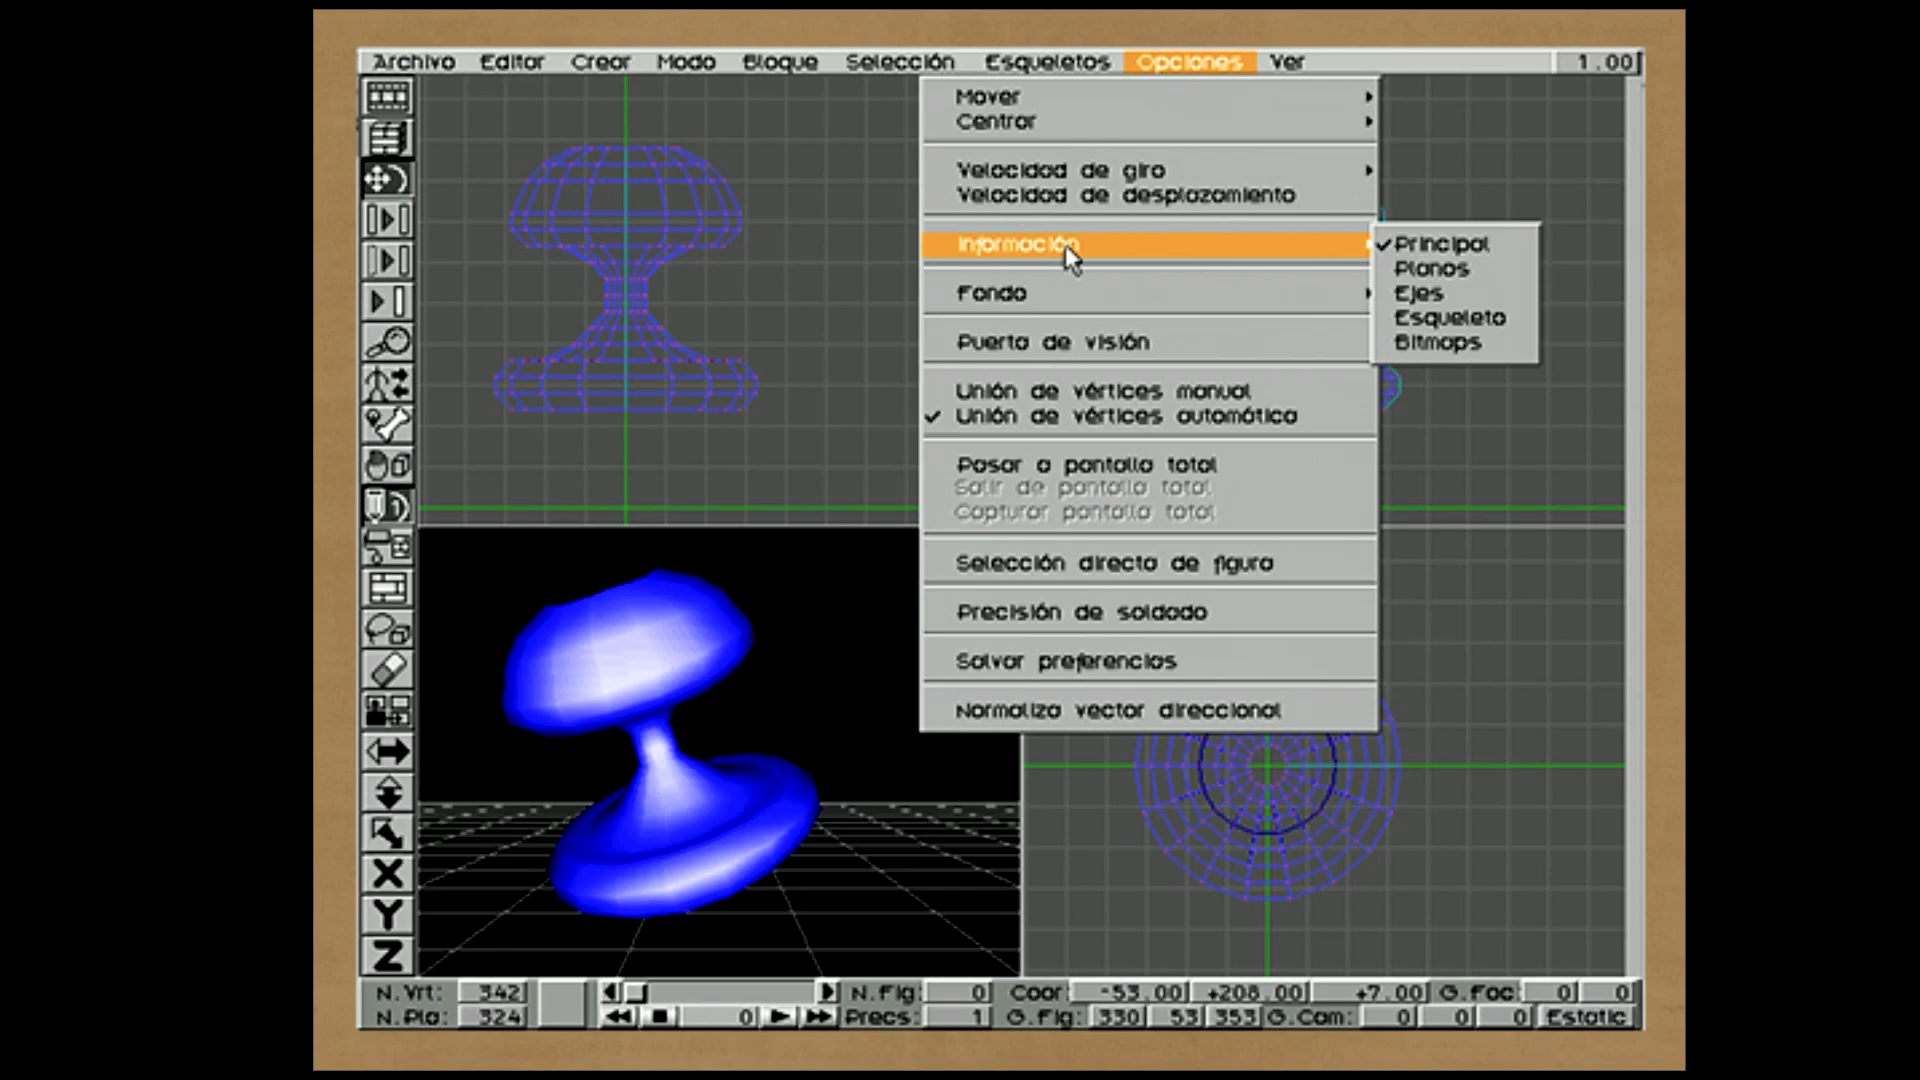 Archivo Editor Crear Modo Bloque Selección Esqueletos Opciones Ver 1.00
Mover
Centrar
Velocidad de giro
Velocidad de desplazamiento
Información
Fondo
Puerto de visión
Unión de vértices manual
Unión de vértices automática
Pasar a pantalla total
Salir de pantalla total
Capturar pantalla total
Selección directa de figura
Precisión de soldado
Salvar preferencias
Normaliza vector direccional
Principal
Planos
Ejes
Esqueleto
Bitmaps
X
Y
Z
N.Vrt: 342 N.Fig: 0 Coor: -53.00 +208.00 +7.00 G.Foc: 0 0
N.Pla: 324 0 Precs: 1 G.Fig: 330 53 353 G.Cam: 0 0 0 Estatic